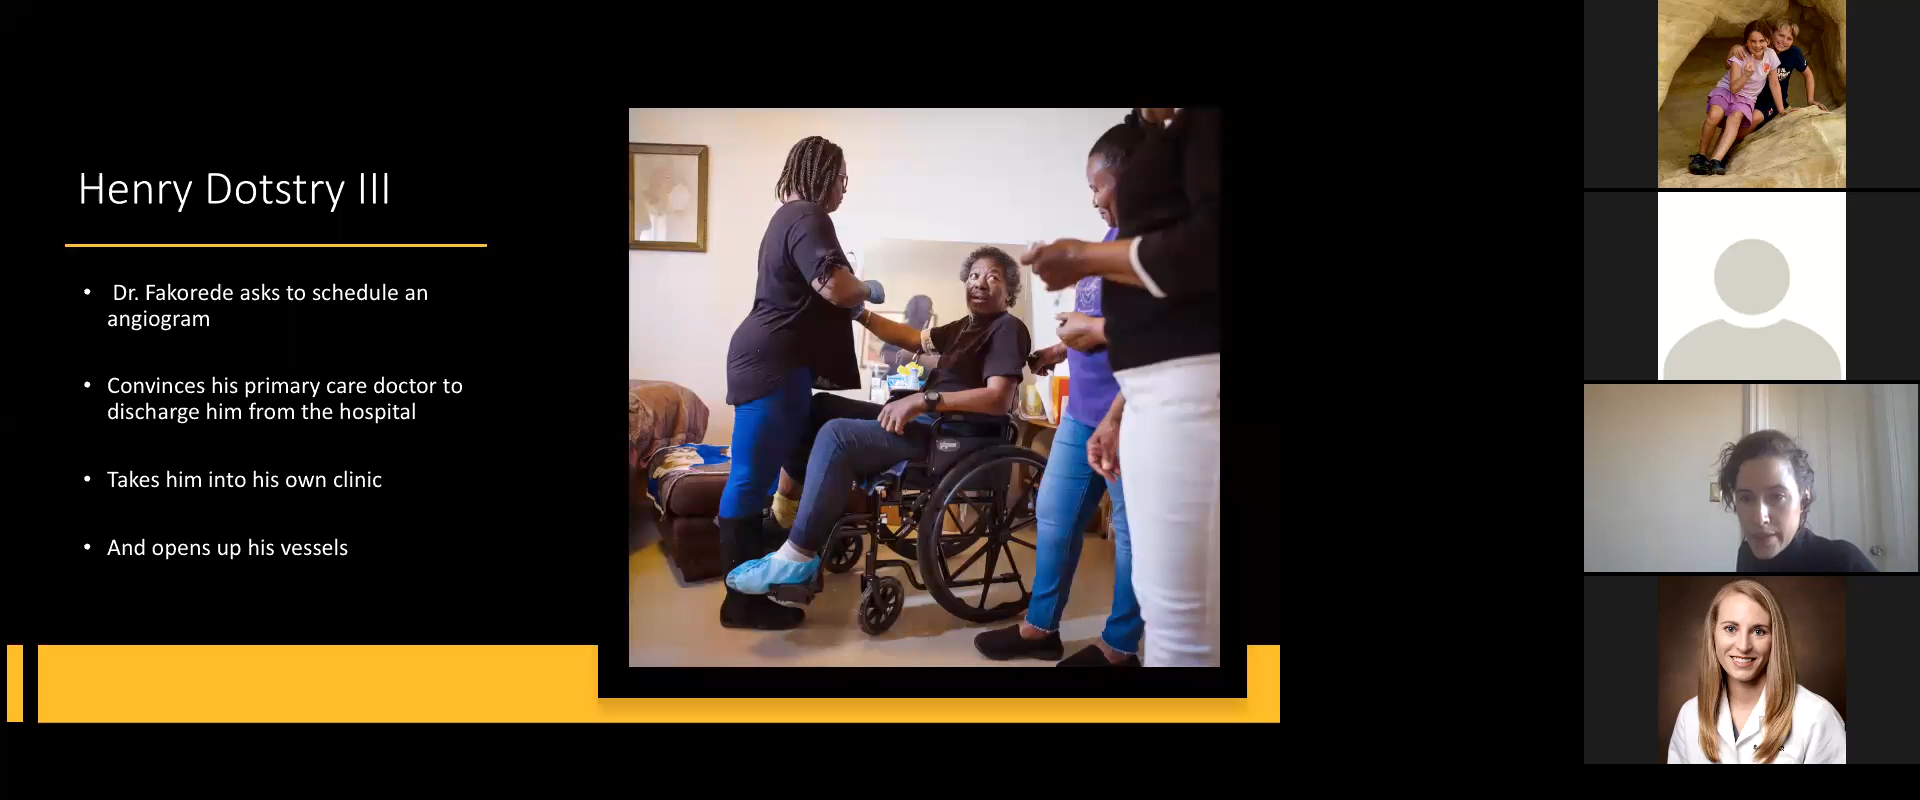 Henry Dotstry III
• Dr. Fakorede asks to schedule an
angiogram
• Convinces his primary care doctor to
discharge him from the hospital
• Takes him into his own clinic
• And opens up his vessels